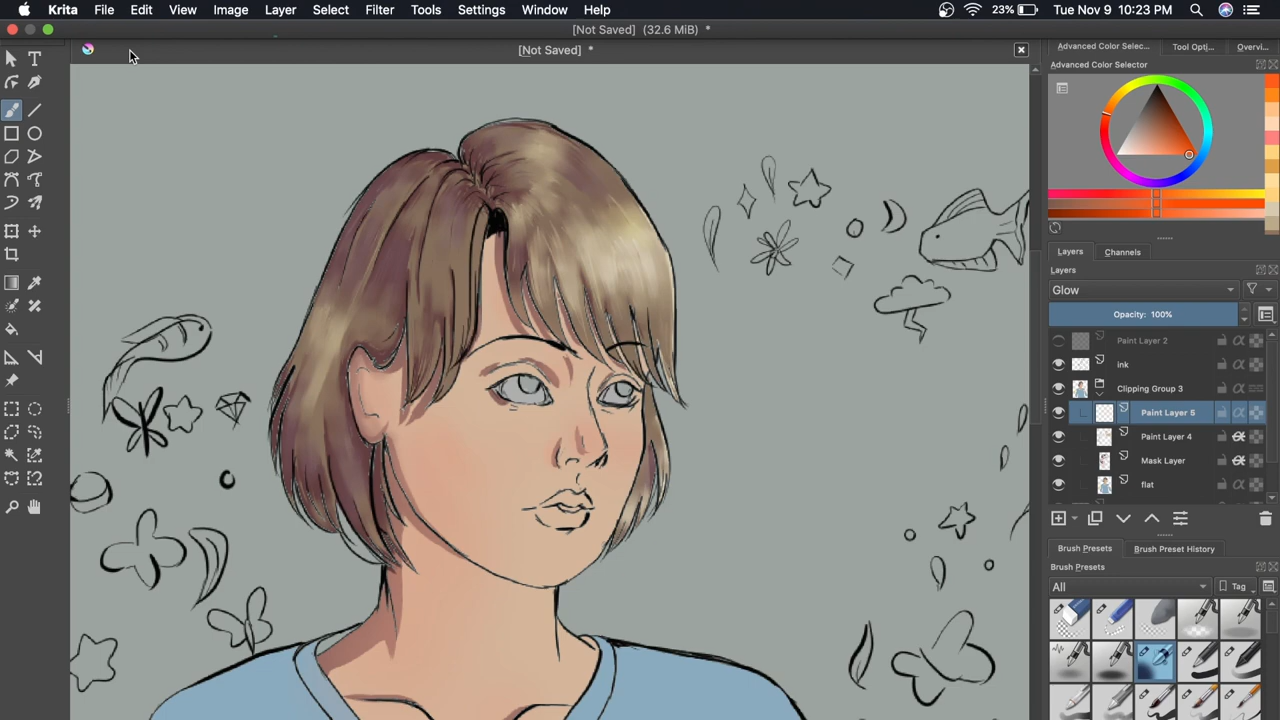 Krita File Edit View Image Layer Select Filter Tools Settings Window Help 23% Tue Nov 9 10:23 PM
[Not Saved] (32.6 MiB) *
[Not Saved] *
Advanced Color Selec... Tool Opti... Overvi...
Advanced Color Selector
Layers Channels
Layers
Glow
Opacity: 100%
Paint Layer 2
ink
Clipping Group 3
Paint Layer 5
Paint Layer 4
Mask Layer
flat
Brush Presets Brush Preset History
Brush Presets
All Tag